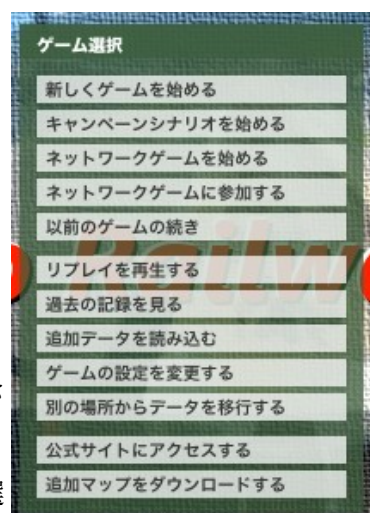 ゲーム選択
新しくゲームを始める
キャンペーンシナリオを始める
ネットワークゲームを始める
ネットワークゲームに参加する
以前のゲームの続き
リプレイを再生する
過去の記録を見る
追加データを読み込む
ゲームの設定を変更する
別の場所からデータを移行する
公式サイトにアクセスする
追加マップをダウンロードする
Railw